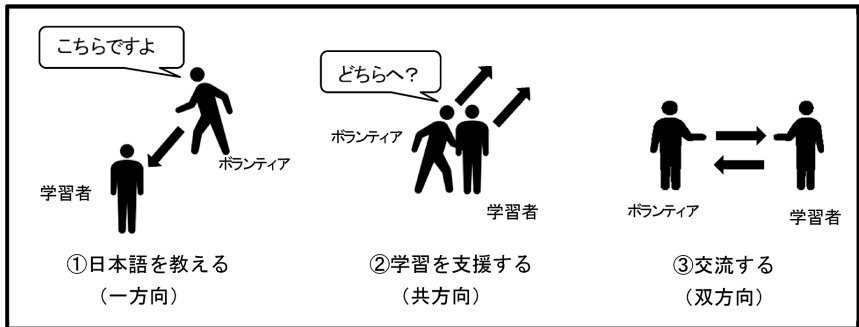 こちらですよ
ボランティア
学習者
①日本語を教える
（一方向）
どちらへ？
ボランティア
学習者
②学習を支援する
（共方向）
ボランティア
学習者
③交流する
（双方向）